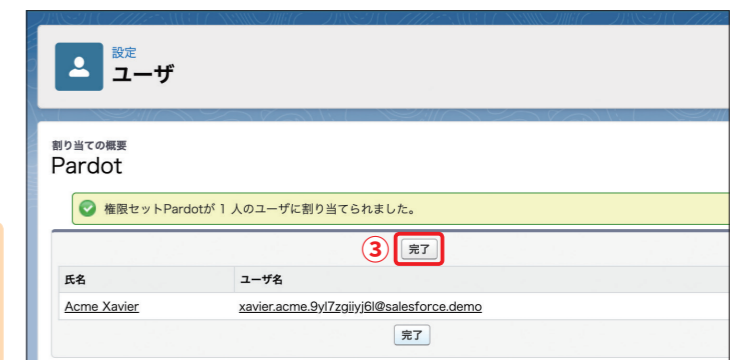 設定
ユーザ
割り当ての概要
Pardot
権限セットPardotが 1 人のユーザに割り当てられました。
③ 完了
氏名 ユーザ名
Acme Xavier xavier.acme.9yl7zgiiyj6l@salesforce.demo
完了